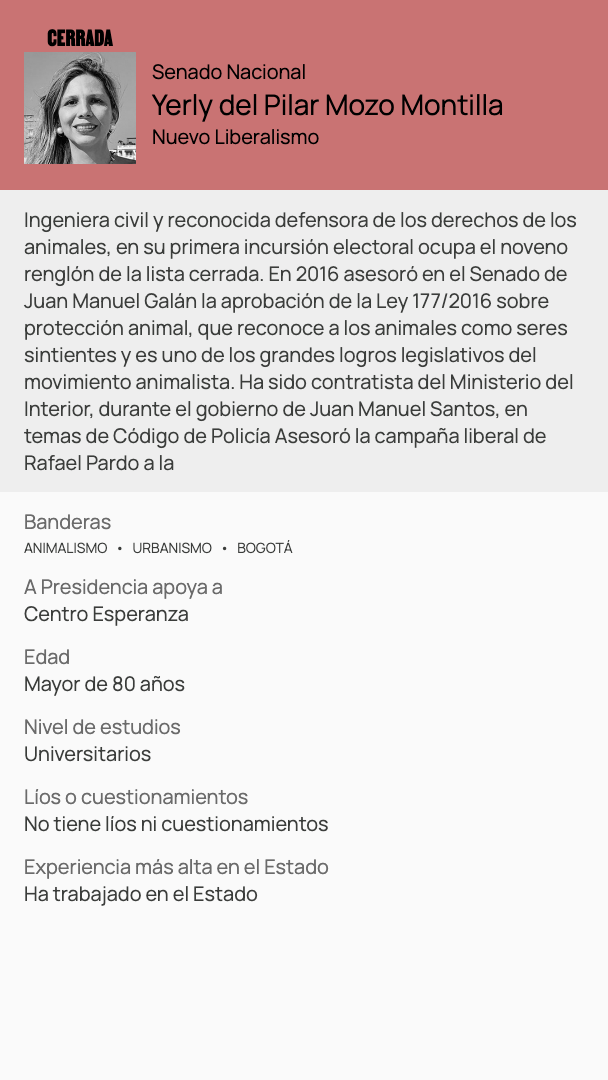 CERRADA
Senado Nacional
Yerly del Pilar Mozo Montilla
Nuevo Liberalismo
Ingeniera civil y reconocida defensora de los derechos de los
animales, en su primera incursión electoral ocupa el noveno
renglón de la lista cerrada. En 2016 asesoró en el Senado de
Juan Manuel Galán la aprobación de la Ley 177/2016 sobre
protección animal, que reconoce a los animales como seres
sintientes y es uno de los grandes logros legislativos del
movimiento animalista. Ha sido contratista del Ministerio del
Interior, durante el gobierno de Juan Manuel Santos, en
temas de Código de Policía Asesoró la campaña liberal de
Rafael Pardo a la
Banderas
ANIMALISMO • URBANISMO • BOGOTÁ
A Presidencia apoya a
Centro Esperanza
Edad
Mayor de 80 años
Nivel de estudios
Universitarios
Líos o cuestionamientos
No tiene líos ni cuestionamientos
Experiencia más alta en el Estado
Ha trabajado en el Estado